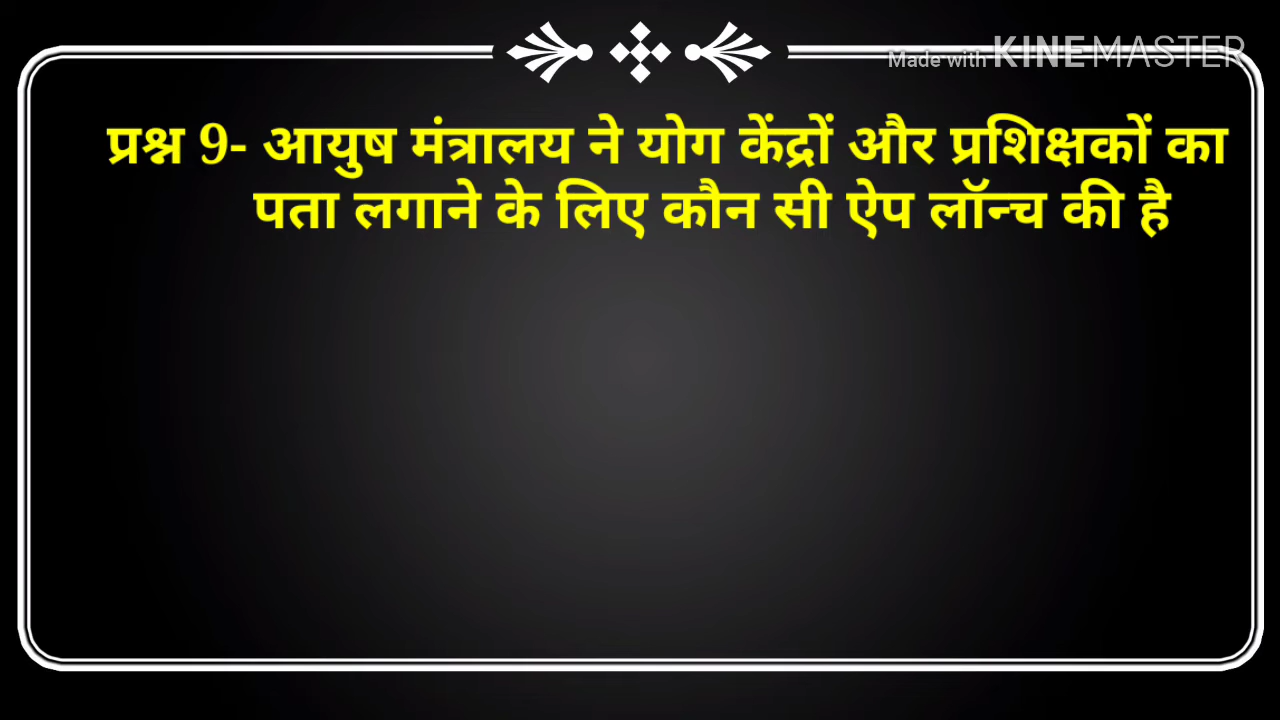 Made with KINEMASTER
प्रश्न 9- आयुष मंत्रालय ने योग केंद्रों और प्रशिक्षकों का
पता लगाने के लिए कौन सी ऐप लॉन्च की है